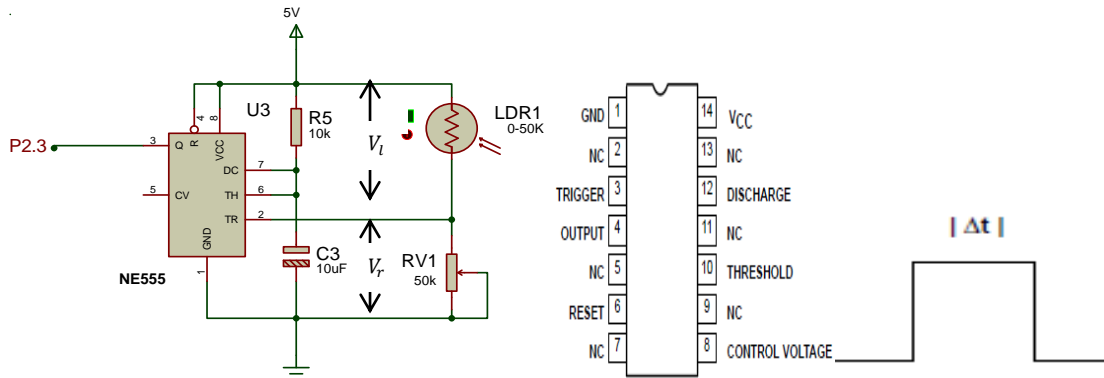 .
5V
U3
4
8
R5
10k
LDR1
0-50K
V_l
P2.3
3
Q
R
VCC
DC
7
5
CV
TH
6
TR
2
GND
1
NE555
C3
10uF
V_r
RV1
50k
GND 1
14 VCC
NC 2
13 NC
TRIGGER 3
12 DISCHARGE
OUTPUT 4
11 NC
NC 5
10 THRESHOLD
RESET 6
9 NC
NC 7
8 CONTROL VOLTAGE
| Δt |